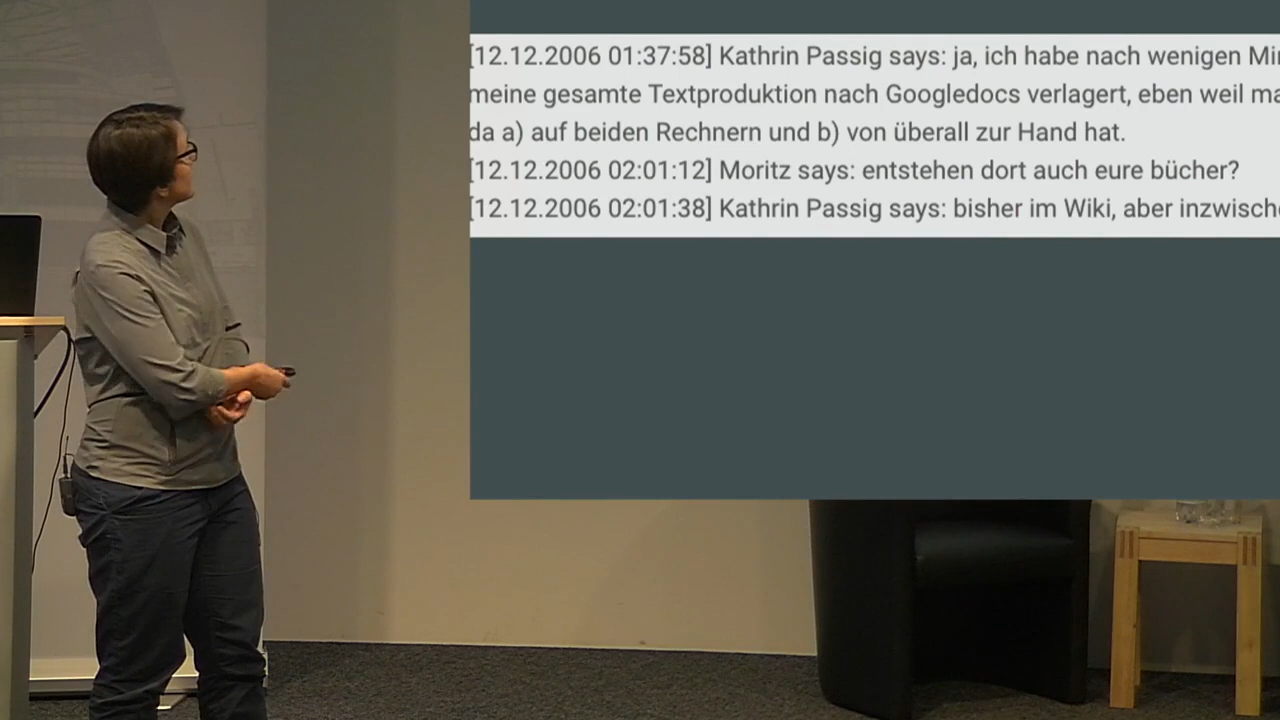 [12.12.2006 01:37:58] Kathrin Passig says: ja, ich habe nach wenigen
meine gesamte Textproduktion nach Googledocs verlagert, eben weil
da a) auf beiden Rechnern und b) von überall zur Hand hat.
[12.12.2006 02:01:12] Moritz says: entstehen dort auch eure bücher?
[12.12.2006 02:01:38] Kathrin Passig says: bisher im Wiki, aber